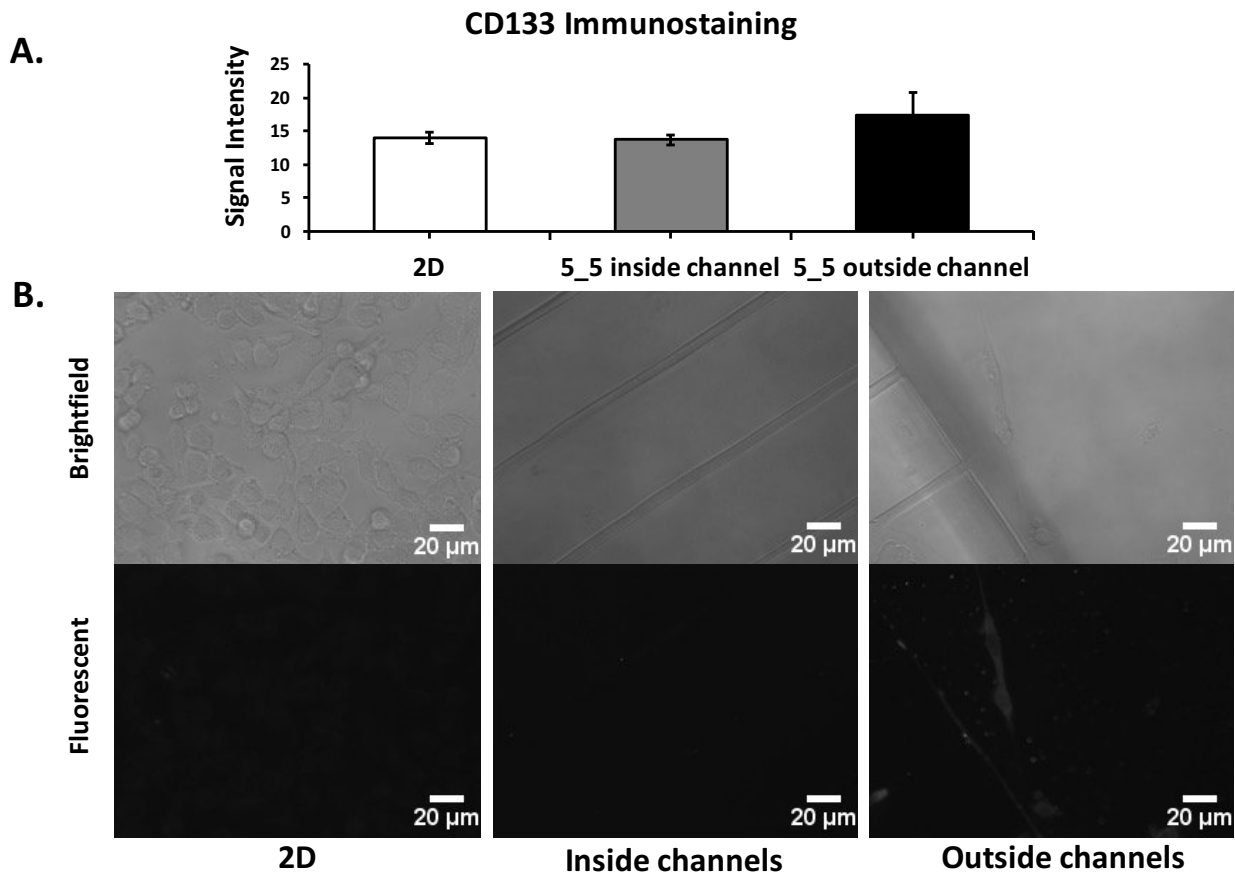 CD133 Immunostaining
A.
Signal Intensity
25
20
15
10
5
0
2D
5_5 inside channel
5_5 outside channel
B.
Brightfield
20 µm
20 µm
20 µm
Fluorescent
20 µm
20 µm
20 µm
2D
Inside channels
Outside channels